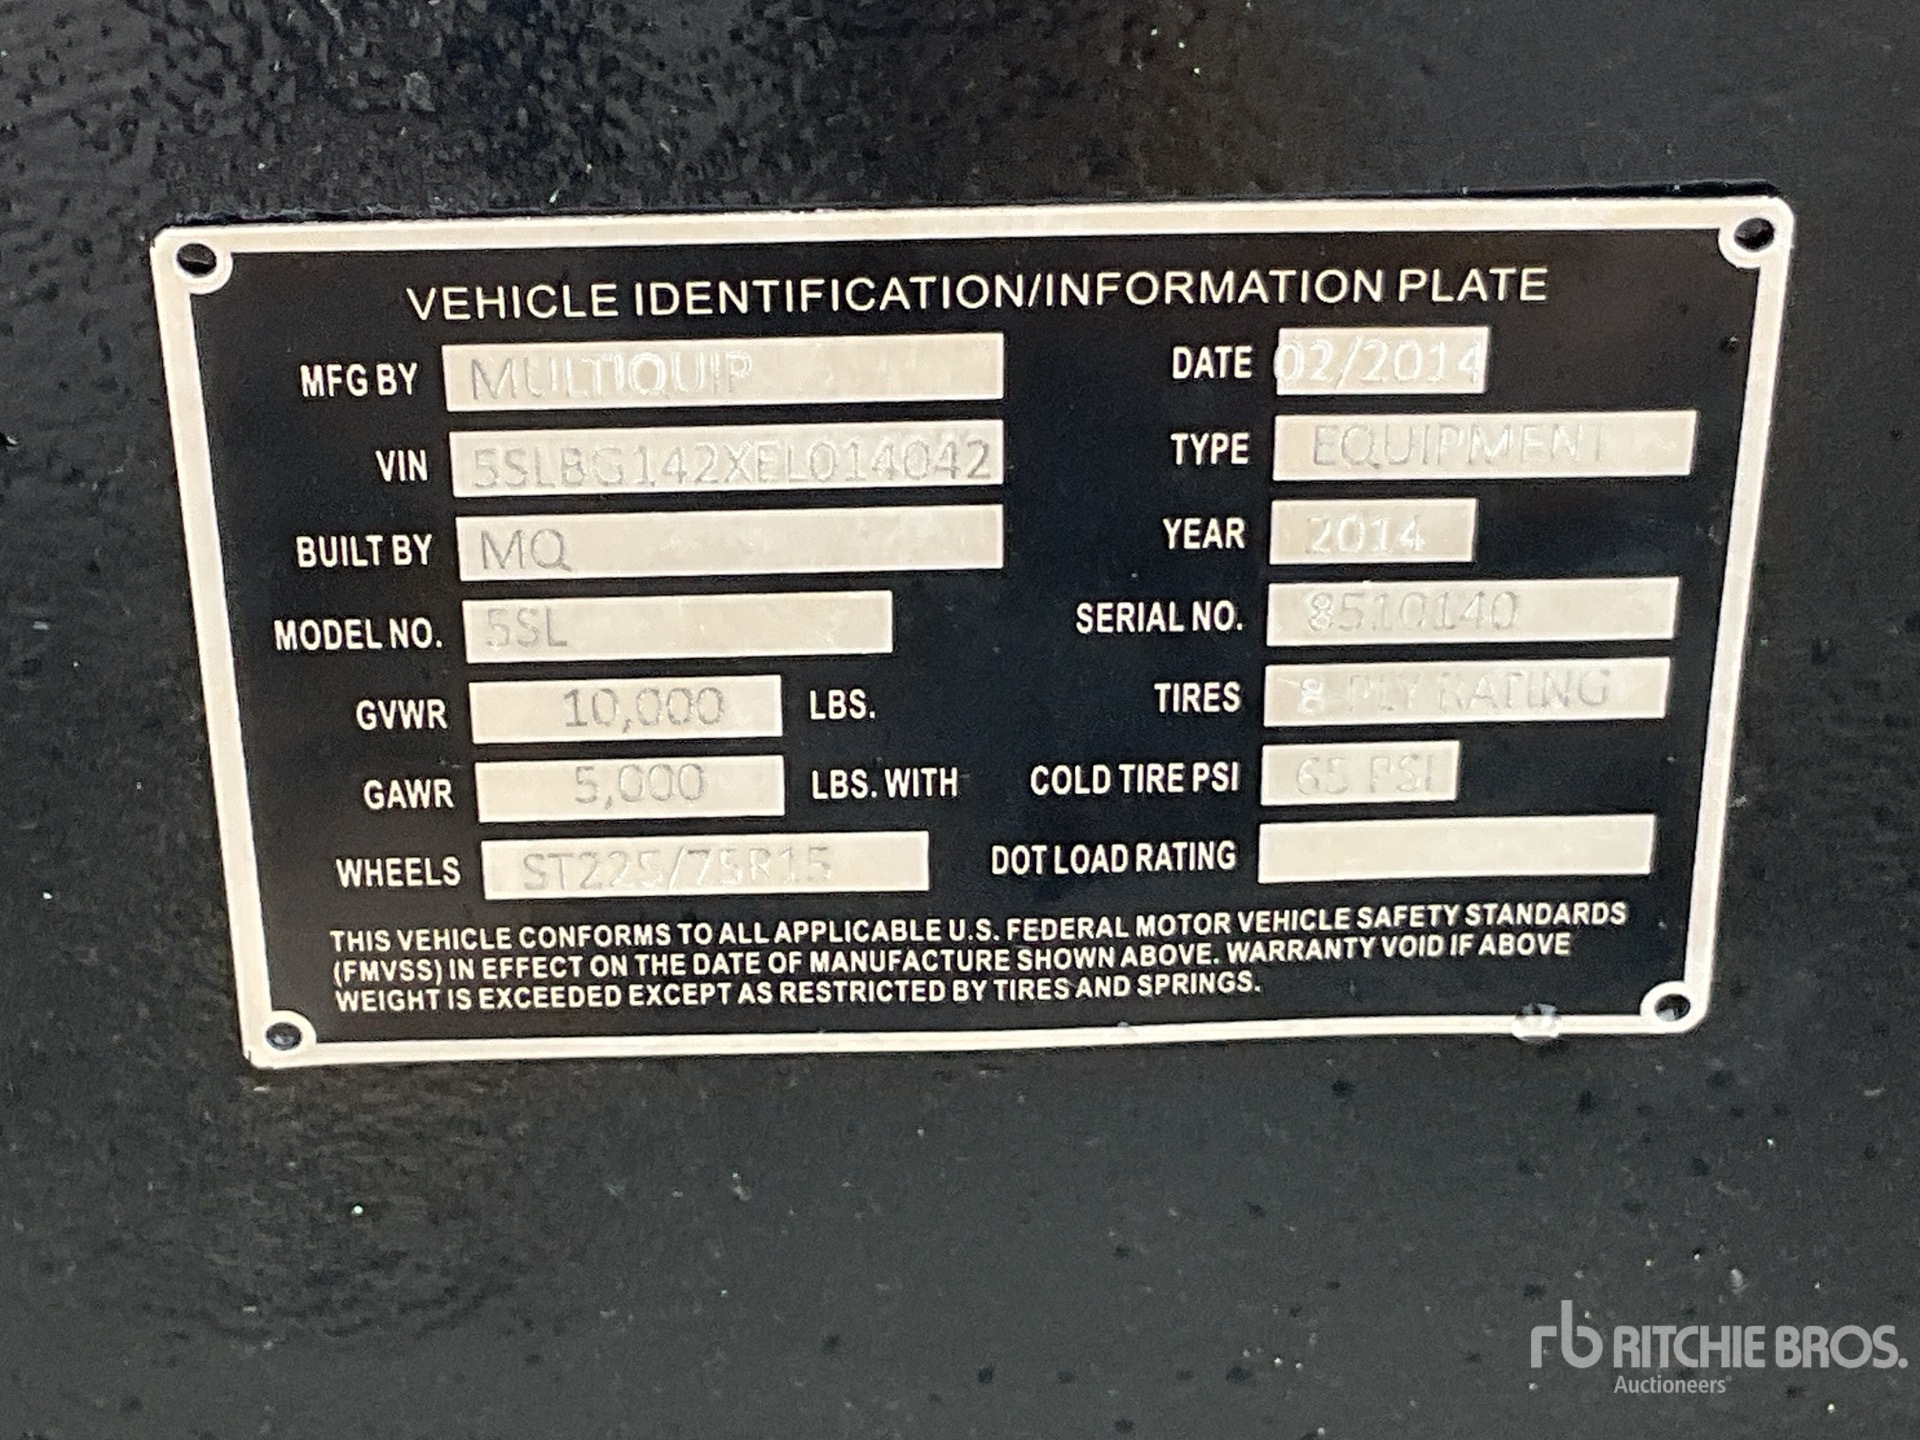 VEHICLE IDENTIFICATION/INFORMATION PLATE
MFG BY MULTIQUIP DATE 02/2014
VIN 5SLBG142XEL014042 TYPE EQUIPMENT
BUILT BY MQ YEAR 2014
MODEL NO. 5SL SERIAL NO. 8510140
GVWR 10,000 LBS. TIRES 8 PLY RATING
GAWR 5,000 LBS. WITH COLD TIRE PSI 65 PSI
WHEELS ST225/75R15 DOT LOAD RATING
THIS VEHICLE CONFORMS TO ALL APPLICABLE U.S. FEDERAL MOTOR VEHICLE SAFETY STANDARDS
(FMVSS) IN EFFECT ON THE DATE OF MANUFACTURE SHOWN ABOVE. WARRANTY VOID IF ABOVE
WEIGHT IS EXCEEDED EXCEPT AS RESTRICTED BY TIRES AND SPRINGS.
rb RITCHIE BROS.
Auctioneers